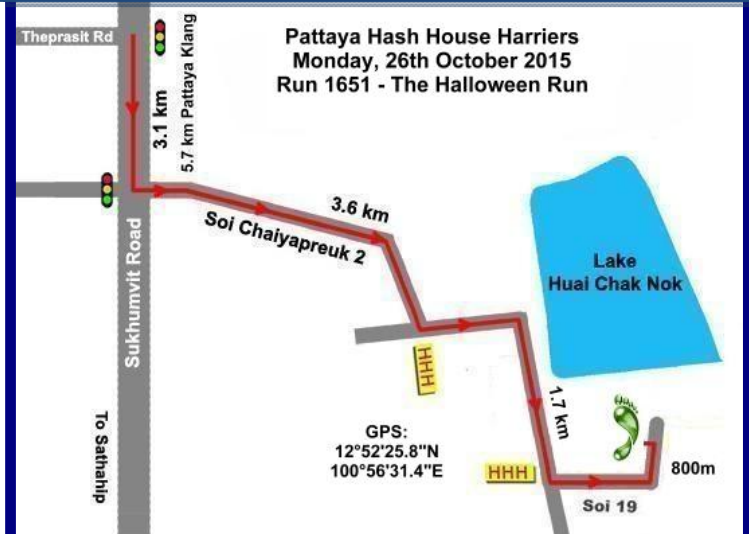 Pattaya Hash House Harriers
Monday, 26th October 2015
Run 1651 - The Halloween Run
Theprasit Rd
3.1 km
5.7 km Pattaya Klang
3.6 km
Soi Chaiyapreuk 2
Sukhumvit Road
Lake
Huai Chak Nok
HHH
1.7 km
To Sathahip
GPS:
12°52'25.8"N
100°56'31.4"E
HHH
800m
Soi 19